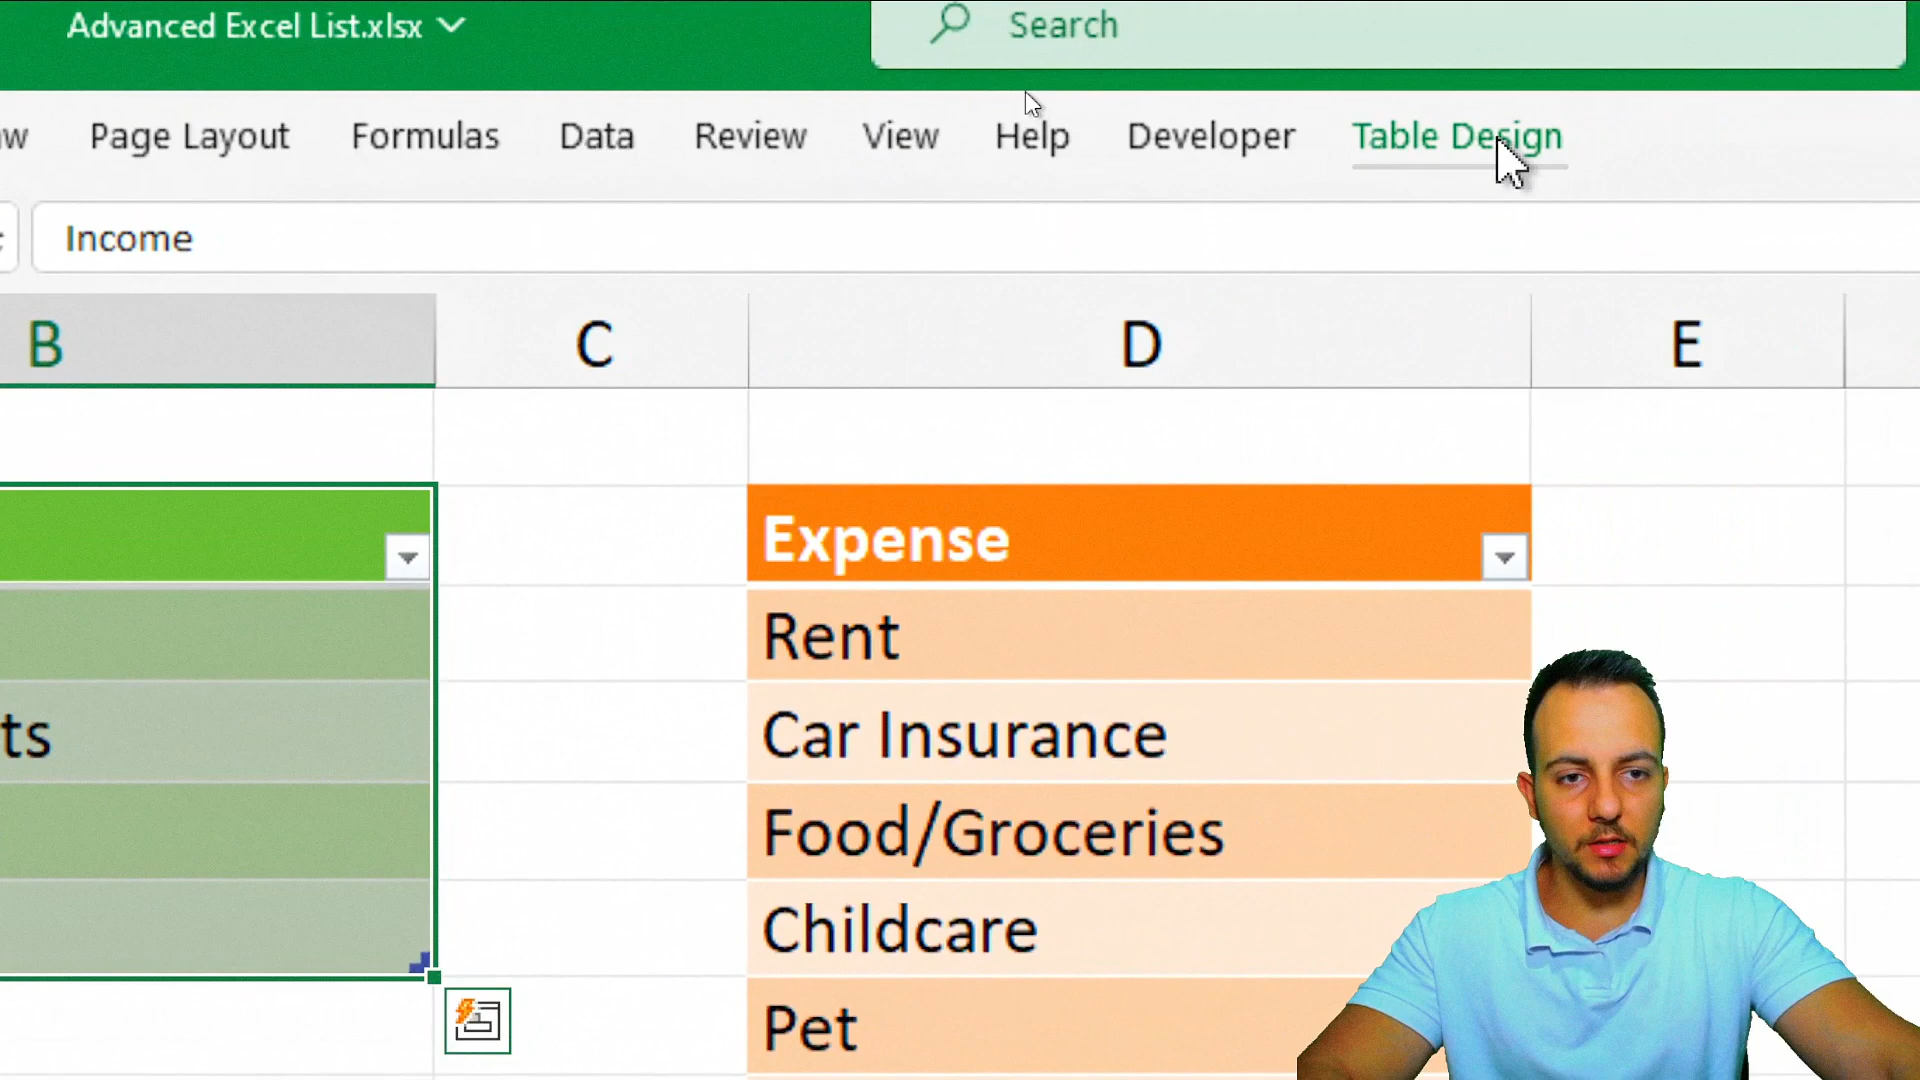 Advanced Excel List.xlsx
Search
Page Layout Formulas Data Review View Help Developer Table Design
Income
B C D E
Expense
Rent
ts
Car Insurance
Food/Groceries
Childcare
Pet